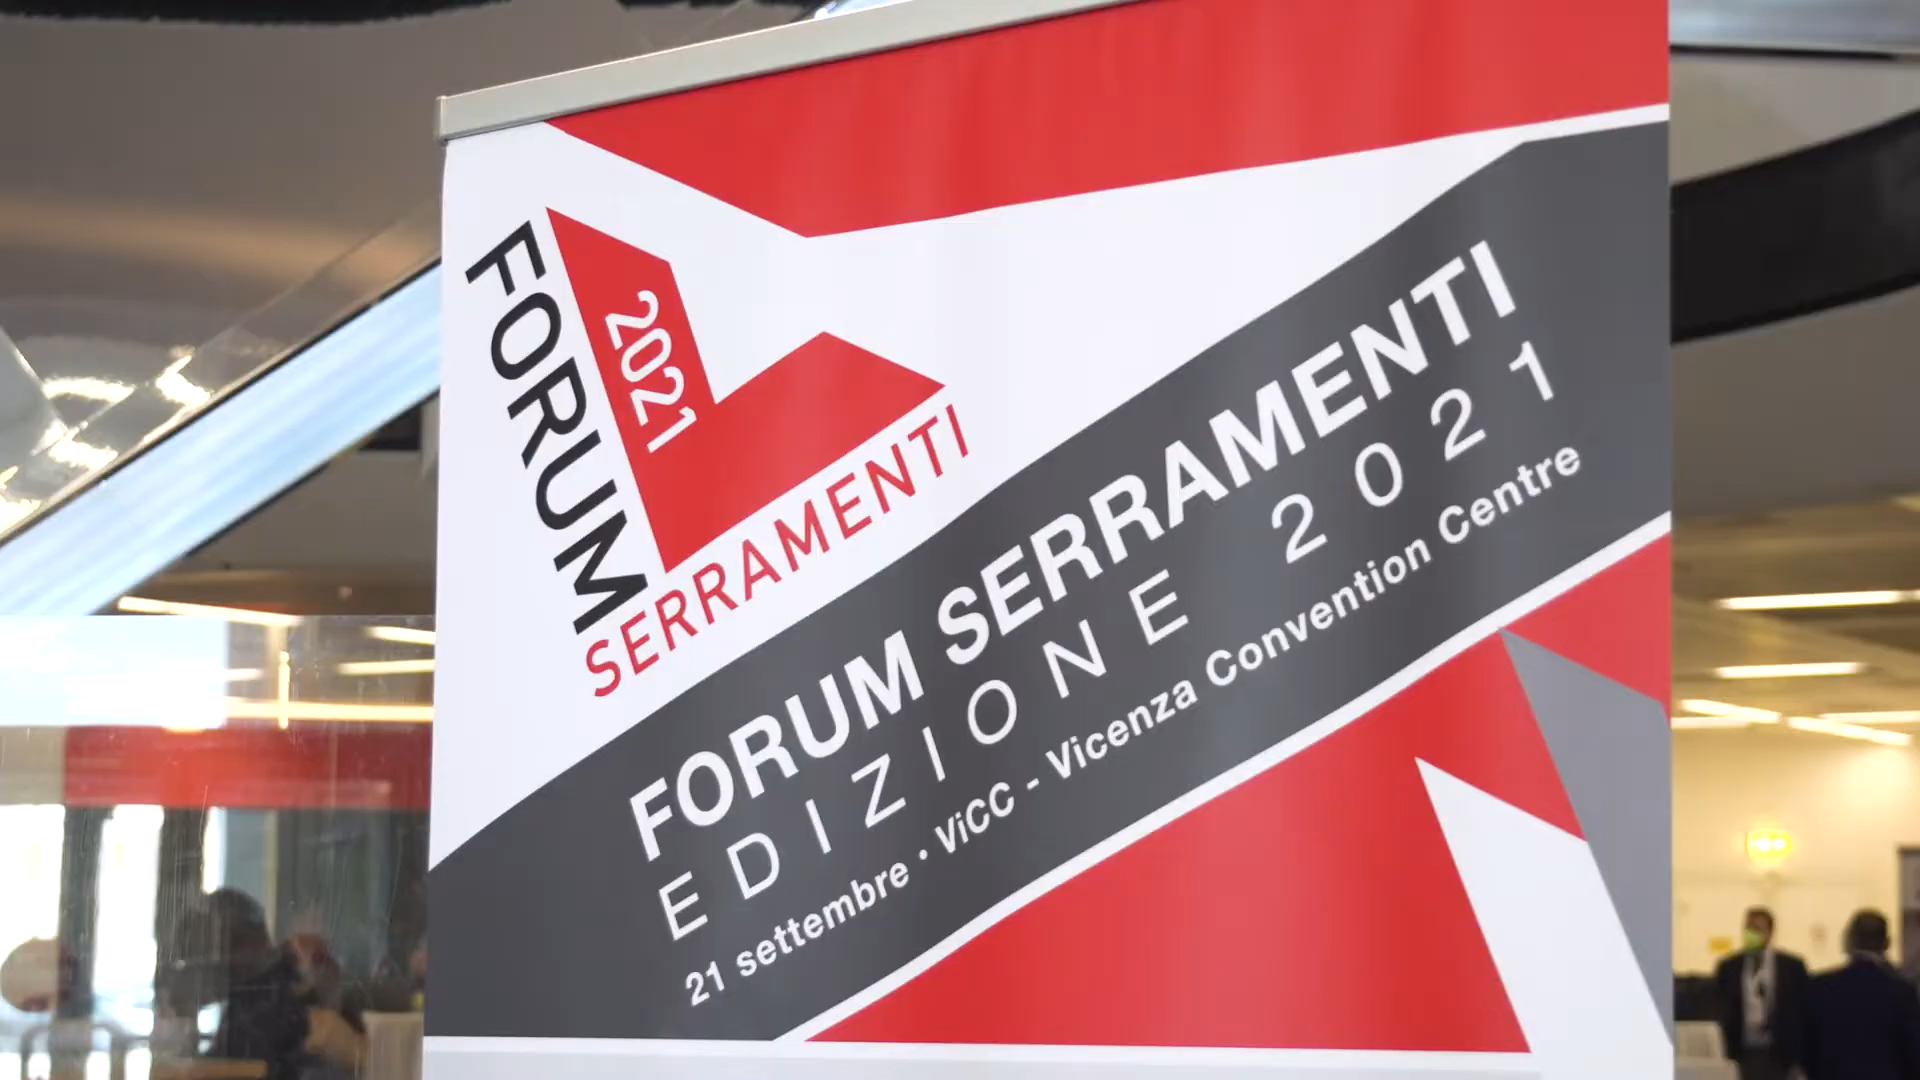 FORUM
2021
SERRAMENTI
FORUM SERRAMENTI
EDIZIONE 2021
21 settembre • ViCC - Vicenza Convention Centre